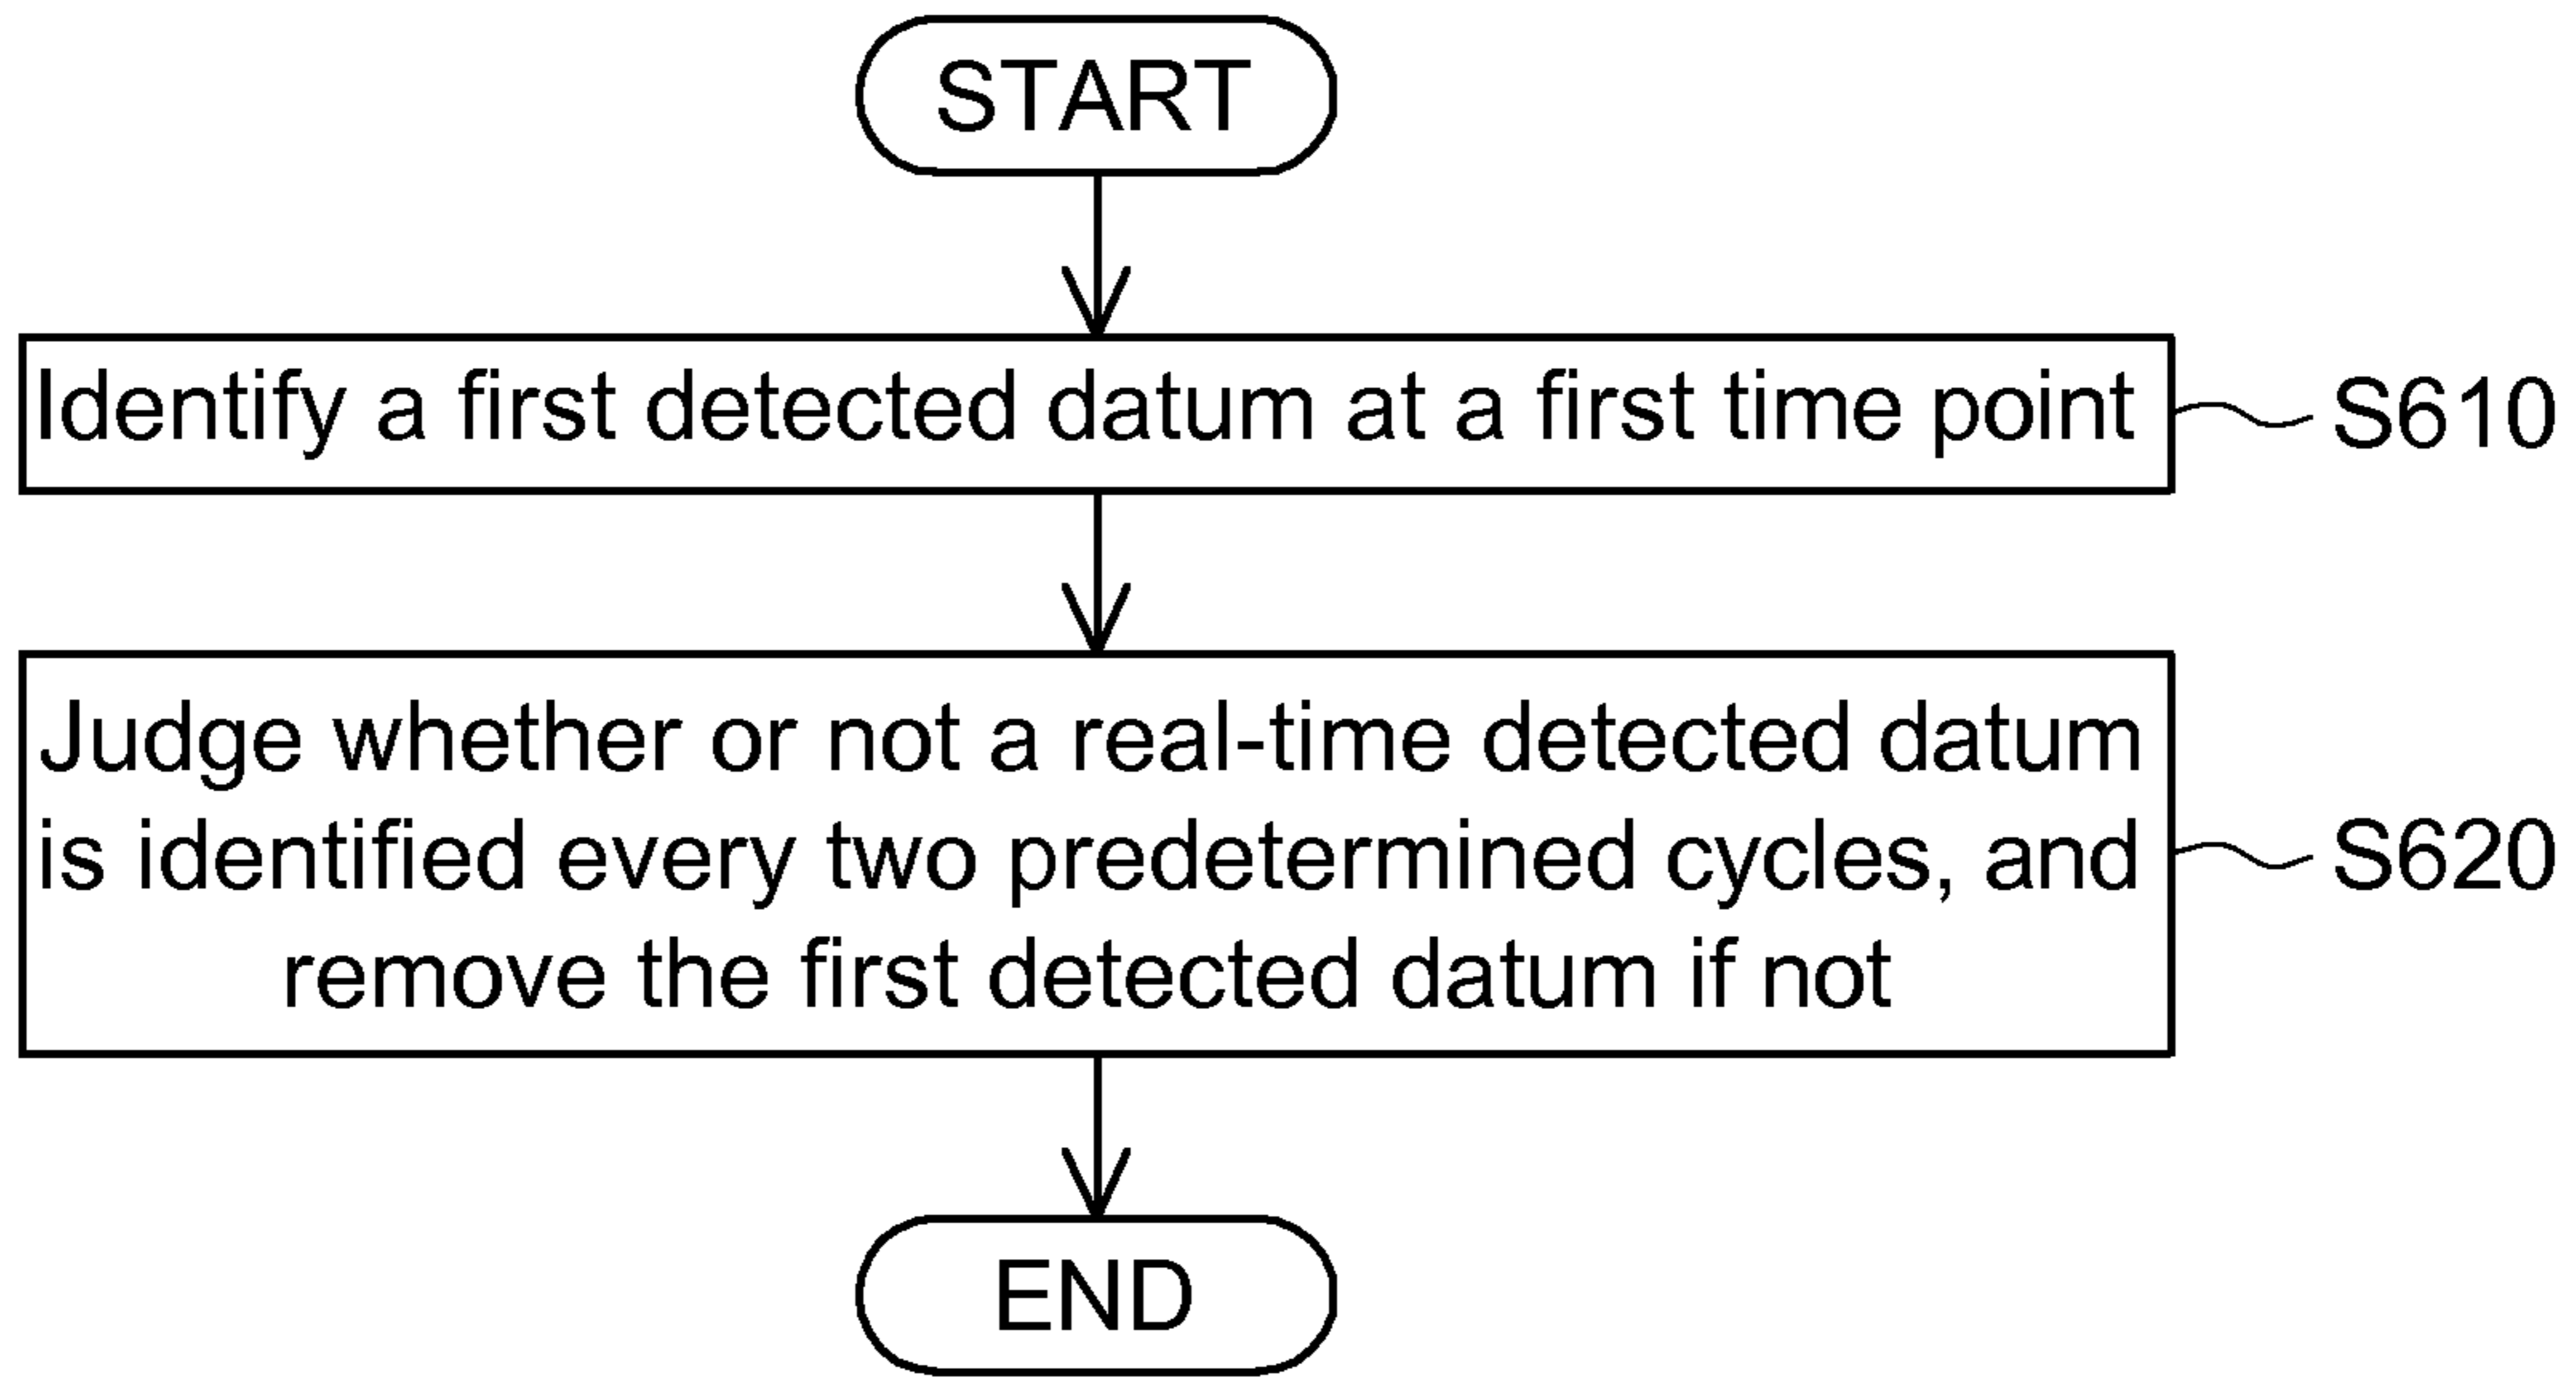 START
Identify a first detected datum at a first time point
S610
Judge whether or not a real-time detected datum
is identified every two predetermined cycles, and
remove the first detected datum if not
S620
END